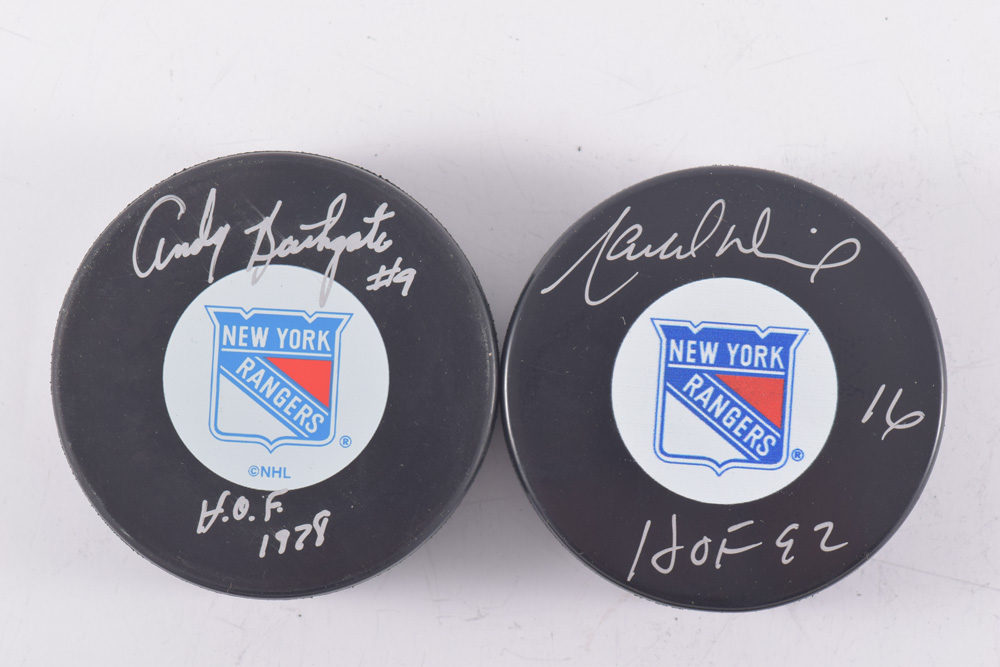 Andy Bathgate
#9
NEW YORK
RANGERS
®
©NHL
H.O.F.
1978
NEW YORK
RANGERS
®
16
HOF 92